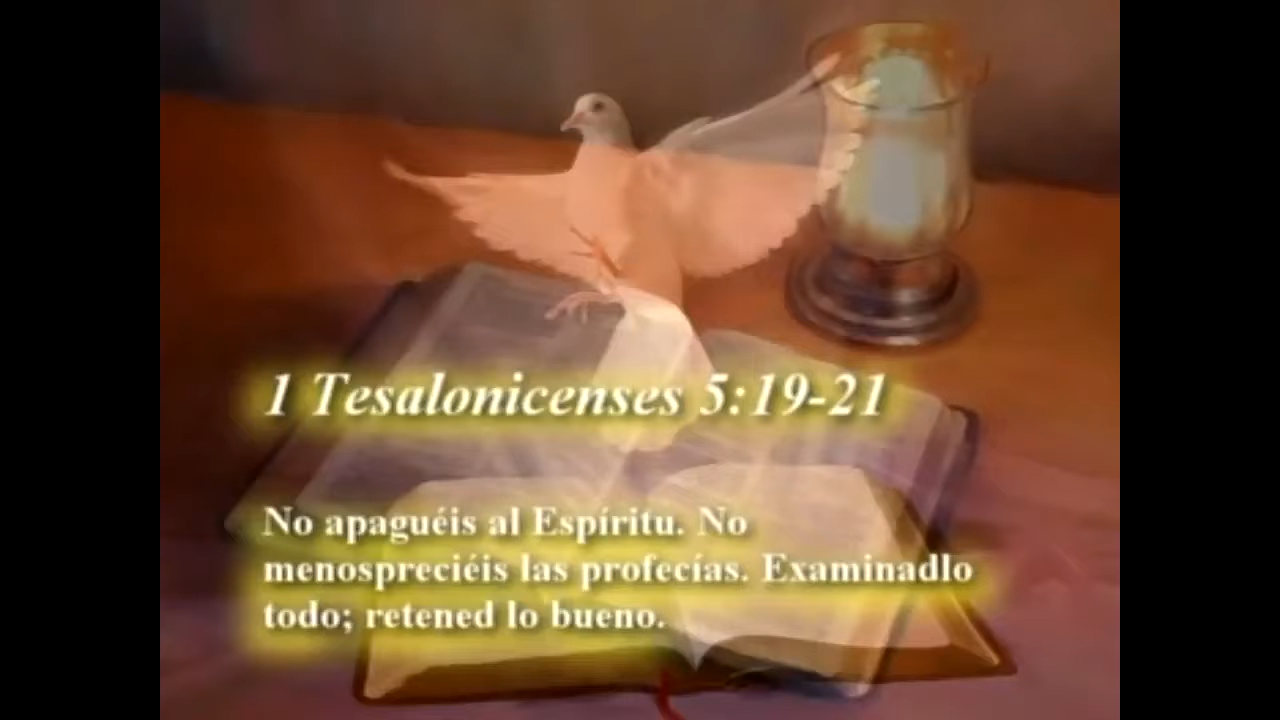 1 Tesalonicenses 5:19-21
No apaguéis al Espíritu. No
menospreciéis las profecías. Examinadlo
todo; retened lo bueno.